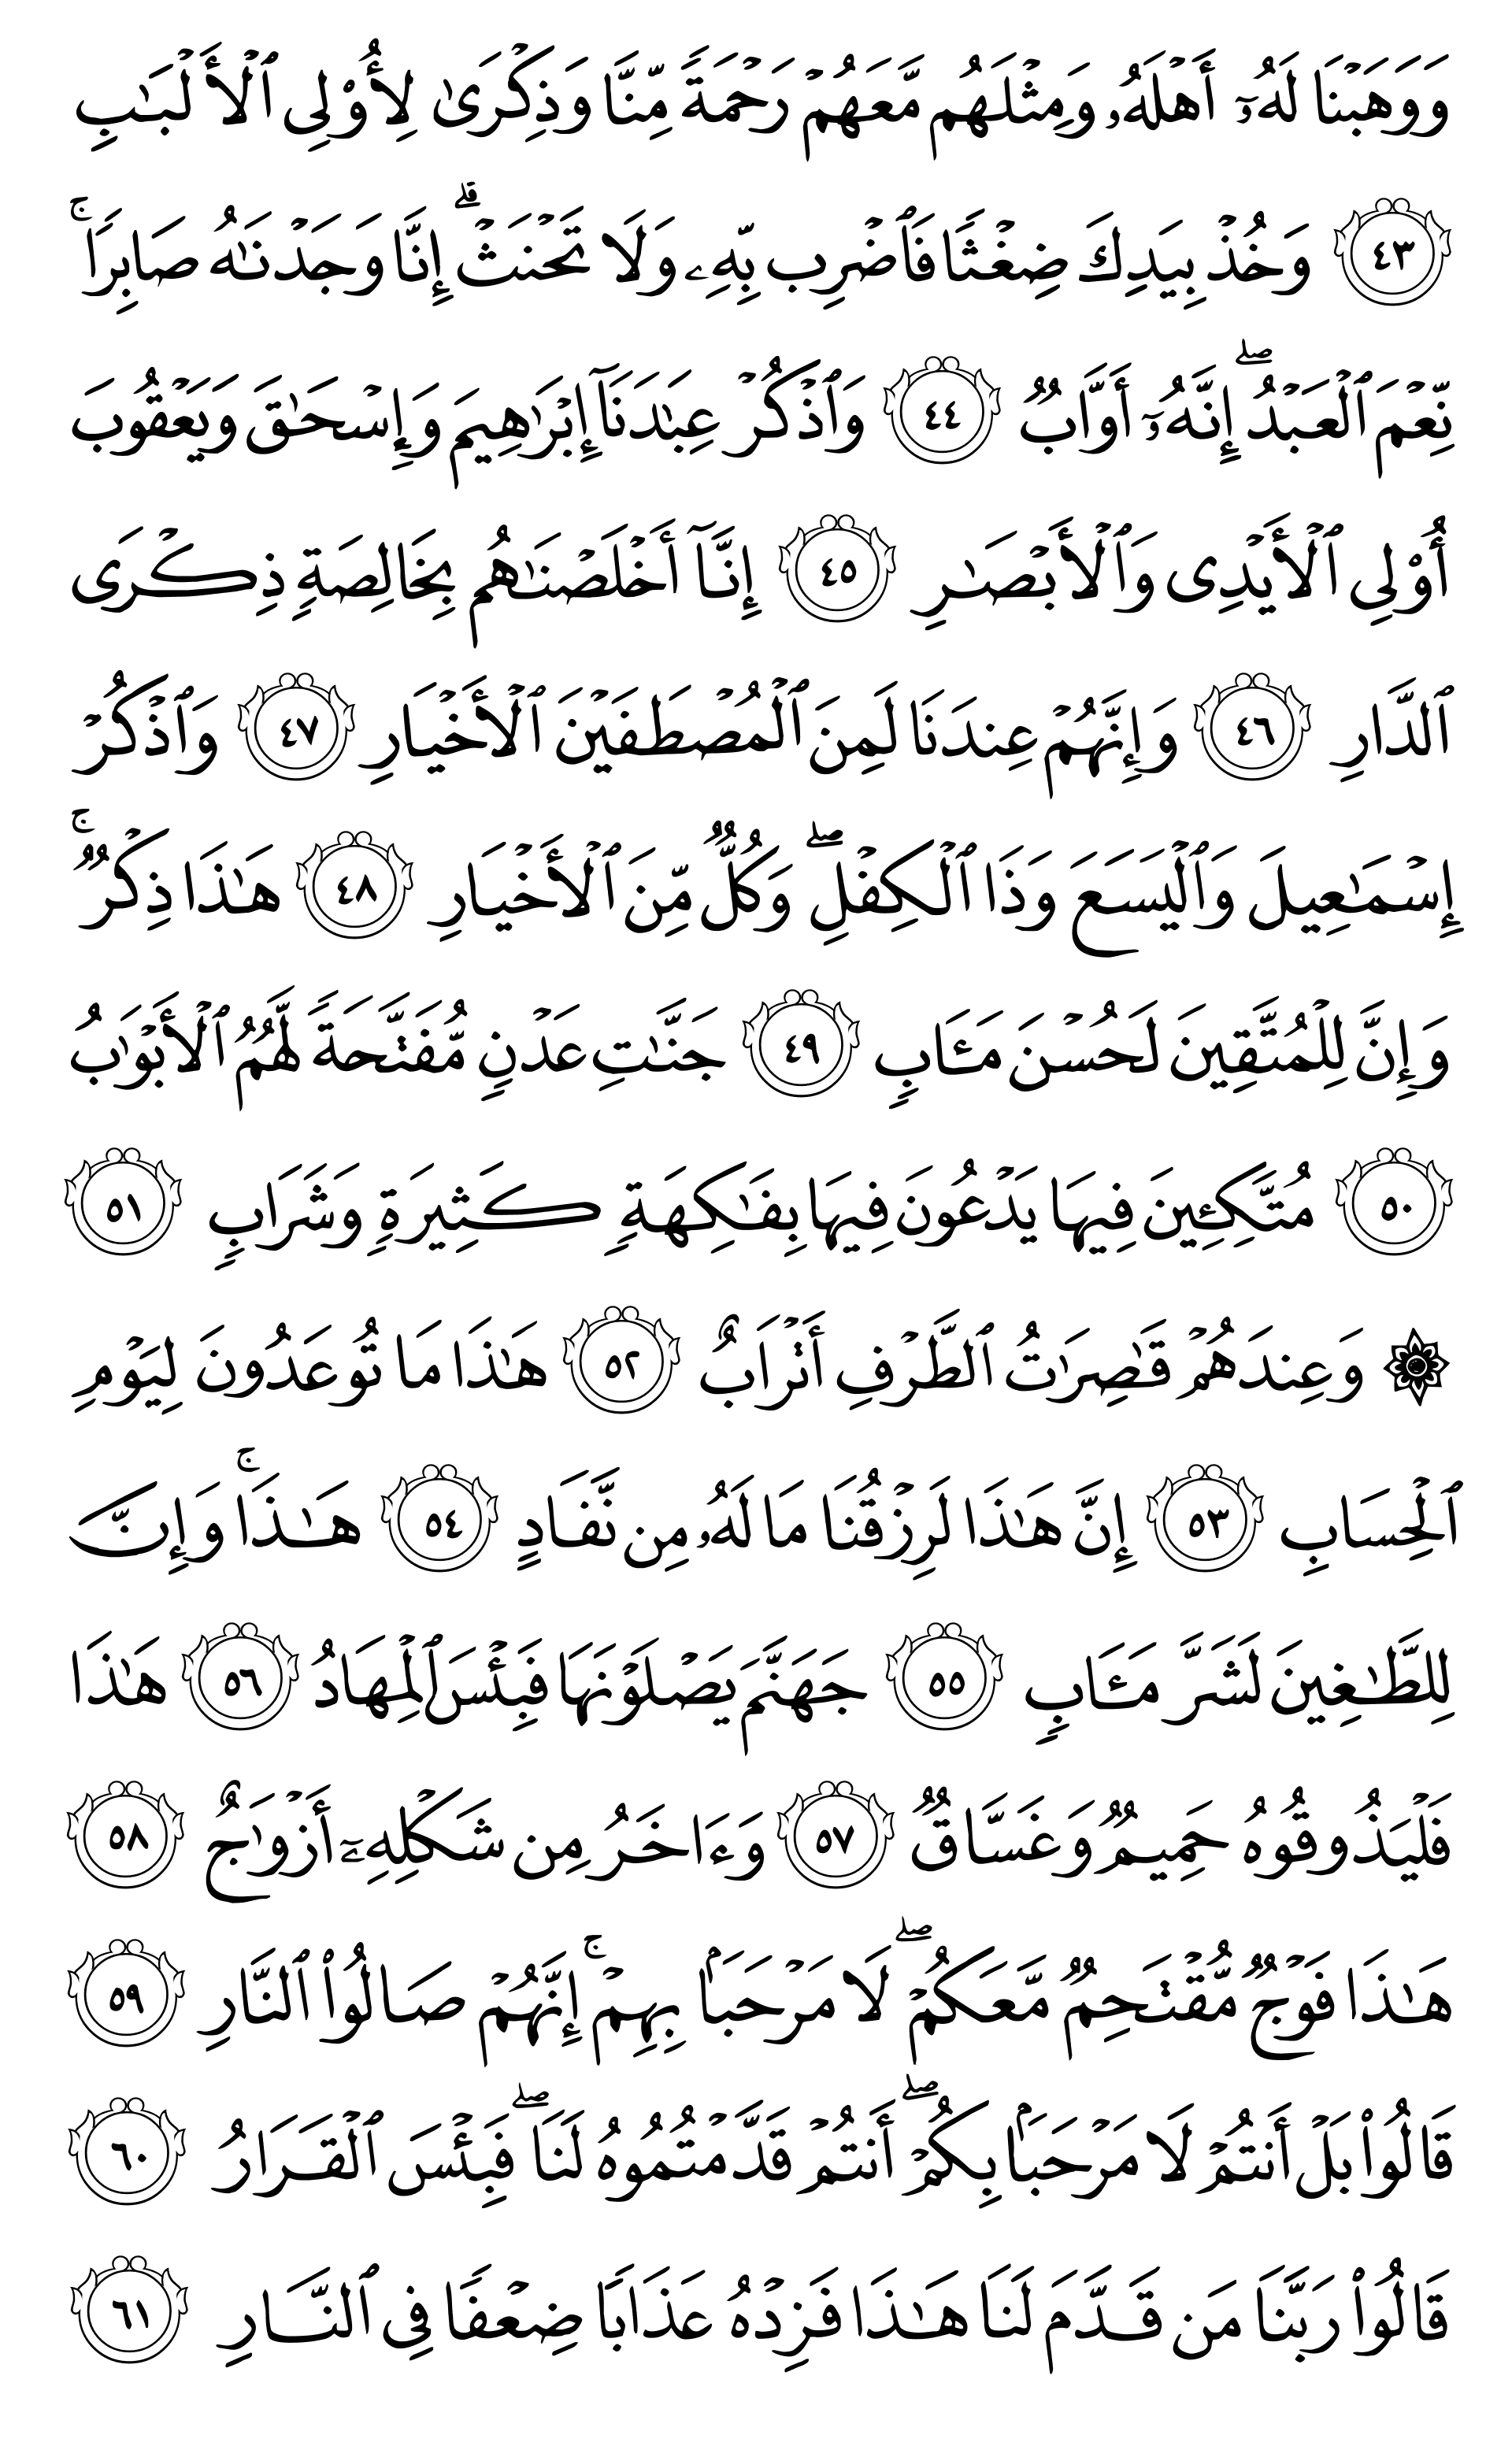 وَوَهَبۡنَا لَهُۥٓ أَهۡلَهُۥ وَمِثۡلَهُم مَّعَهُمۡ رَحۡمَةٗ مِّنَّا وَذِكۡرَىٰ لِأُوْلِي ٱلۡأَلۡبَٰبِ
٤٣ وَخُذۡ بِيَدِكَ ضِغۡثٗا فَٱضۡرِب بِّهِۦ وَلَا تَحۡنَثۡۗ إِنَّا وَجَدۡنَٰهُ صَابِرٗاۚ
نِّعۡمَ ٱلۡعَبۡدُ إِنَّهُۥٓ أَوَّابٞ ٤٤ وَٱذۡكُرۡ عِبَٰدَنَآ إِبۡرَٰهِيمَ وَإِسۡحَٰقَ وَيَعۡقُوبَ
أُوْلِي ٱلۡأَيۡدِي وَٱلۡأَبۡصَٰرِ ٤٥ إِنَّآ أَخۡلَصۡنَٰهُم بِخَالِصَةٖ ذِكۡرَى
ٱلدَّارِ ٤٦ وَإِنَّهُمۡ عِندَنَا لَمِنَ ٱلۡمُصۡطَفَيۡنَ ٱلۡأَخۡيَارِ ٤٧ وَٱذۡكُرۡ
إِسۡمَٰعِيلَ وَٱلۡيَسَعَ وَذَا ٱلۡكِفۡلِۖ وَكُلّٞ مِّنَ ٱلۡأَخۡيَارِ ٤٨ هَٰذَا ذِكۡرٞۚ
وَإِنَّ لِلۡمُتَّقِينَ لَحُسۡنَ مَـَٔابٖ ٤٩ جَنَّٰتِ عَدۡنٖ مُّفَتَّحَةٗ لَّهُمُ ٱلۡأَبۡوَٰبُ
٥٠ مُتَّكِـِٔينَ فِيهَا يَدۡعُونَ فِيهَا بِفَٰكِهَةٖ كَثِيرَةٖ وَشَرَابٖ ٥١
۞ وَعِندَهُمۡ قَٰصِرَٰتُ ٱلطَّرۡفِ أَتۡرَابٌ ٥٢ هَٰذَا مَا تُوعَدُونَ لِيَوۡمِ
ٱلۡحِسَابِ ٥٣ إِنَّ هَٰذَا لَرِزۡقُنَا مَا لَهُۥ مِن نَّفَادٍ ٥٤ هَٰذَاۚ وَإِنَّ
لِلطَّٰغِينَ لَشَرَّ مَـَٔابٖ ٥٥ جَهَنَّمَ يَصۡلَوۡنَهَا فَبِئۡسَ ٱلۡمِهَادُ ٥٦ هَٰذَا
فَلۡيَذُوقُوهُ حَمِيمٞ وَغَسَّاقٞ ٥٧ وَءَاخَرُ مِن شَكۡلِهِۦٓ أَزۡوَٰجٌ ٥٨
هَٰذَا فَوۡجٞ مُّقۡتَحِمٞ مَّعَكُمۡۖ لَا مَرۡحَبَۢا بِهِمۡۚ إِنَّهُمۡ صَالُواْ ٱلنَّارِ ٥٩
قَالُواْ بَلۡ أَنتُمۡ لَا مَرۡحَبَۢا بِكُمۡۖ أَنتُمۡ قَدَّمۡتُمُوهُ لَنَاۖ فَبِئۡسَ ٱلۡقَرَارُ ٦٠
قَالُواْ رَبَّنَا مَن قَدَّمَ لَنَا هَٰذَا فَزِدۡهُ عَذَابٗا ضِعۡفٗا فِي ٱلنَّارِ ٦١